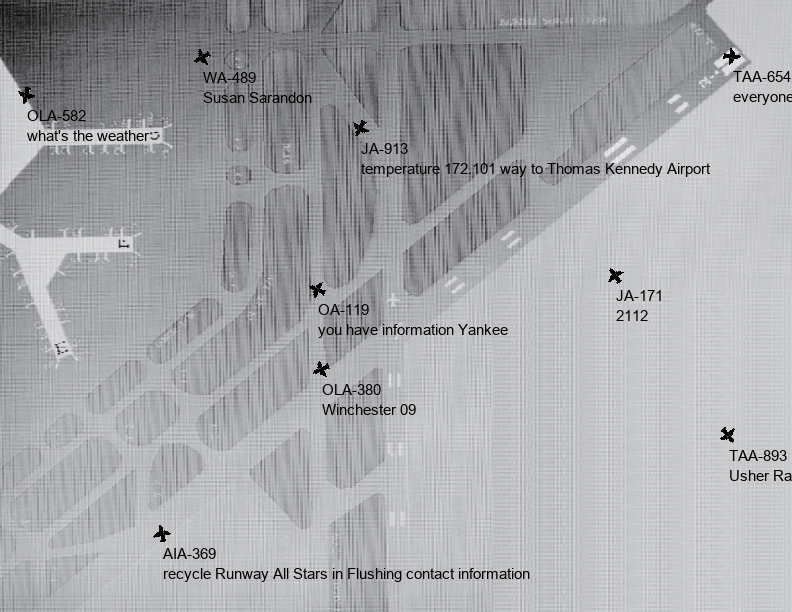 WA-489
Susan Sarandon
TAA-654
everyone
OLA-582
what's the weather
JA-913
temperature 172.101 way to Thomas Kennedy Airport
JA-171
2112
OA-119
you have information Yankee
OLA-380
Winchester 09
TAA-893
Usher Ra
AIA-369
recycle Runway All Stars in Flushing contact information